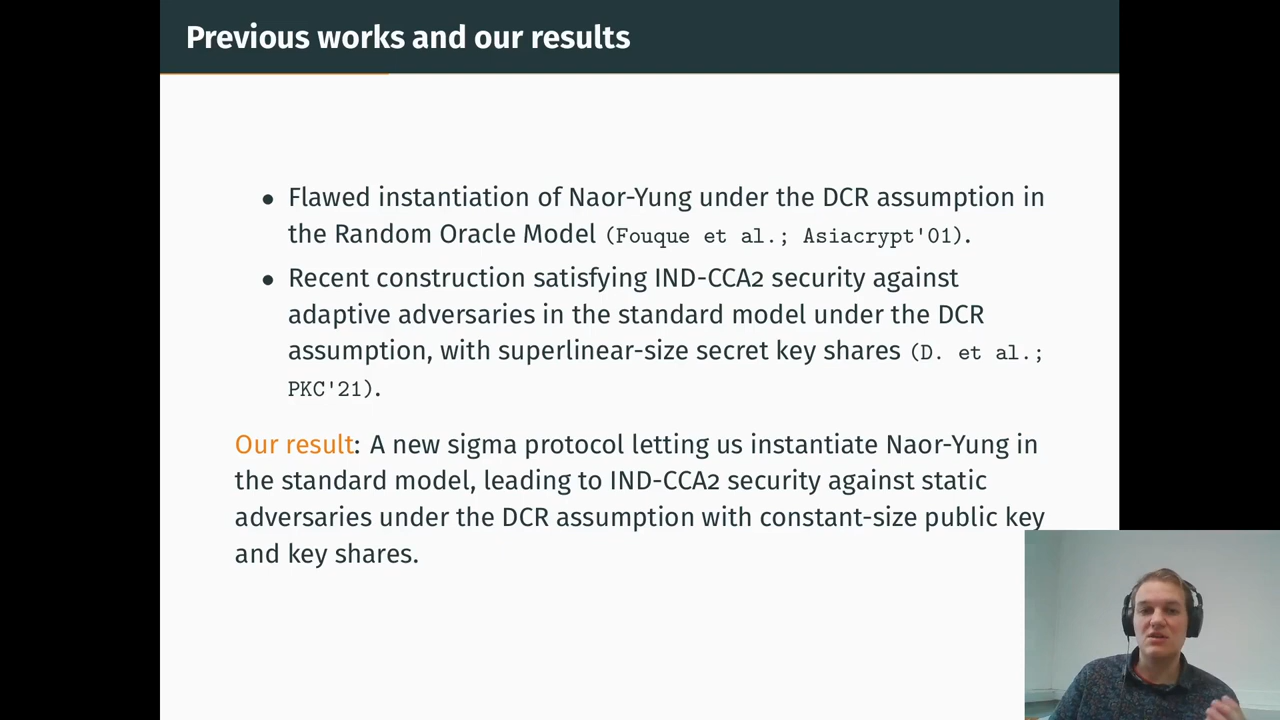 Previous works and our results
• Flawed instantiation of Naor-Yung under the DCR assumption in
the Random Oracle Model (Fouque et al.; Asiacrypt'01).
• Recent construction satisfying IND-CCA2 security against
adaptive adversaries in the standard model under the DCR
assumption, with superlinear-size secret key shares (D. et al.;
PKC'21).
Our result: A new sigma protocol letting us instantiate Naor-Yung in
the standard model, leading to IND-CCA2 security against static
adversaries under the DCR assumption with constant-size public key
and key shares.